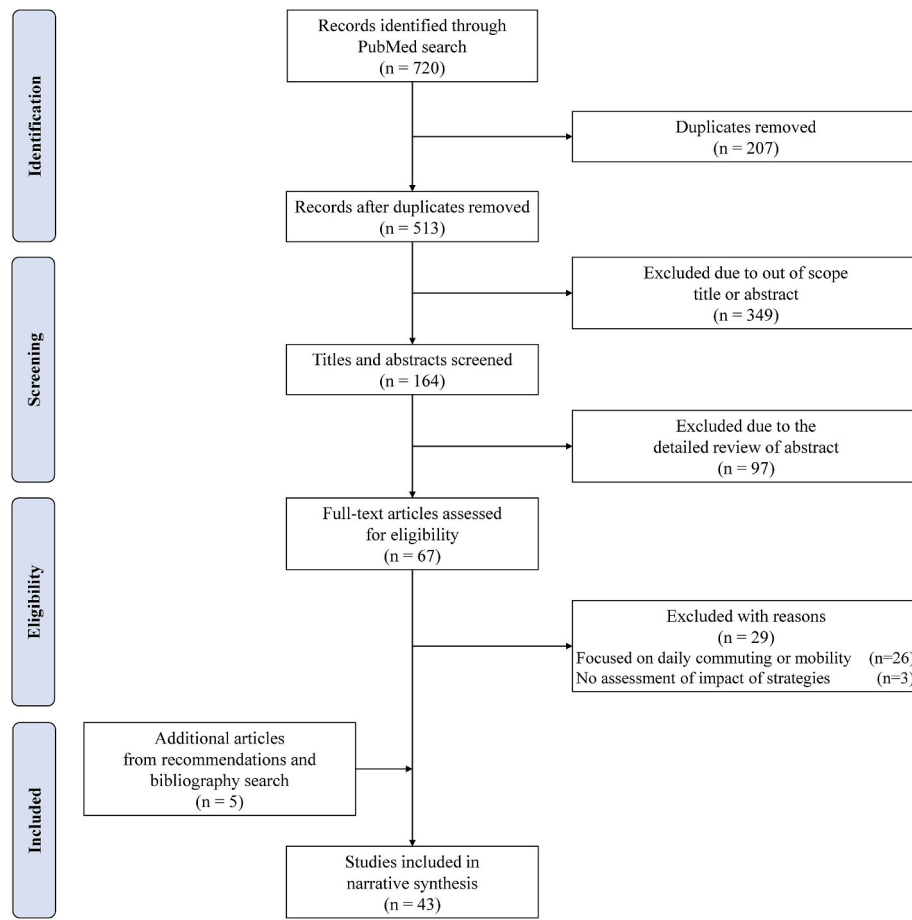 Identification
Records identified through
PubMed search
(n = 720)
Duplicates removed
(n = 207)
Records after duplicates removed
(n = 513)
Screening
Excluded due to out of scope
title or abstract
(n = 349)
Titles and abstracts screened
(n = 164)
Excluded due to the
detailed review of abstract
(n = 97)
Eligibility
Full-text articles assessed
for eligibility
(n = 67)
Excluded with reasons
(n = 29)
Focused on daily commuting or mobility (n=26)
No assessment of impact of strategies (n=3)
Included
Additional articles
from recommendations and
bibliography search
(n = 5)
Studies included in
narrative synthesis
(n = 43)